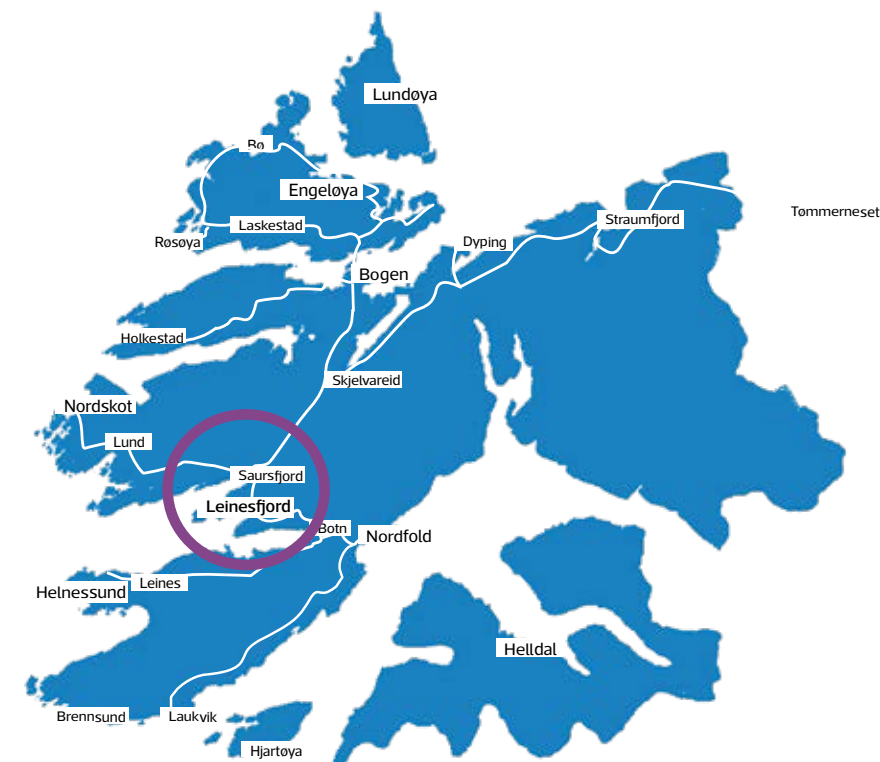 Lundøya
Bø
Engeløya
Tømmerneset
Straumfjord
Laskestad
Røsøya
Dyping
Bogen
Holkestad
Skjelvareid
Nordskot
Lund
Saursfjord
Leinesfjord
Botn
Nordfold
Leines
Helnessund
Helldal
Brennsund
Laukvik
Hjartøya